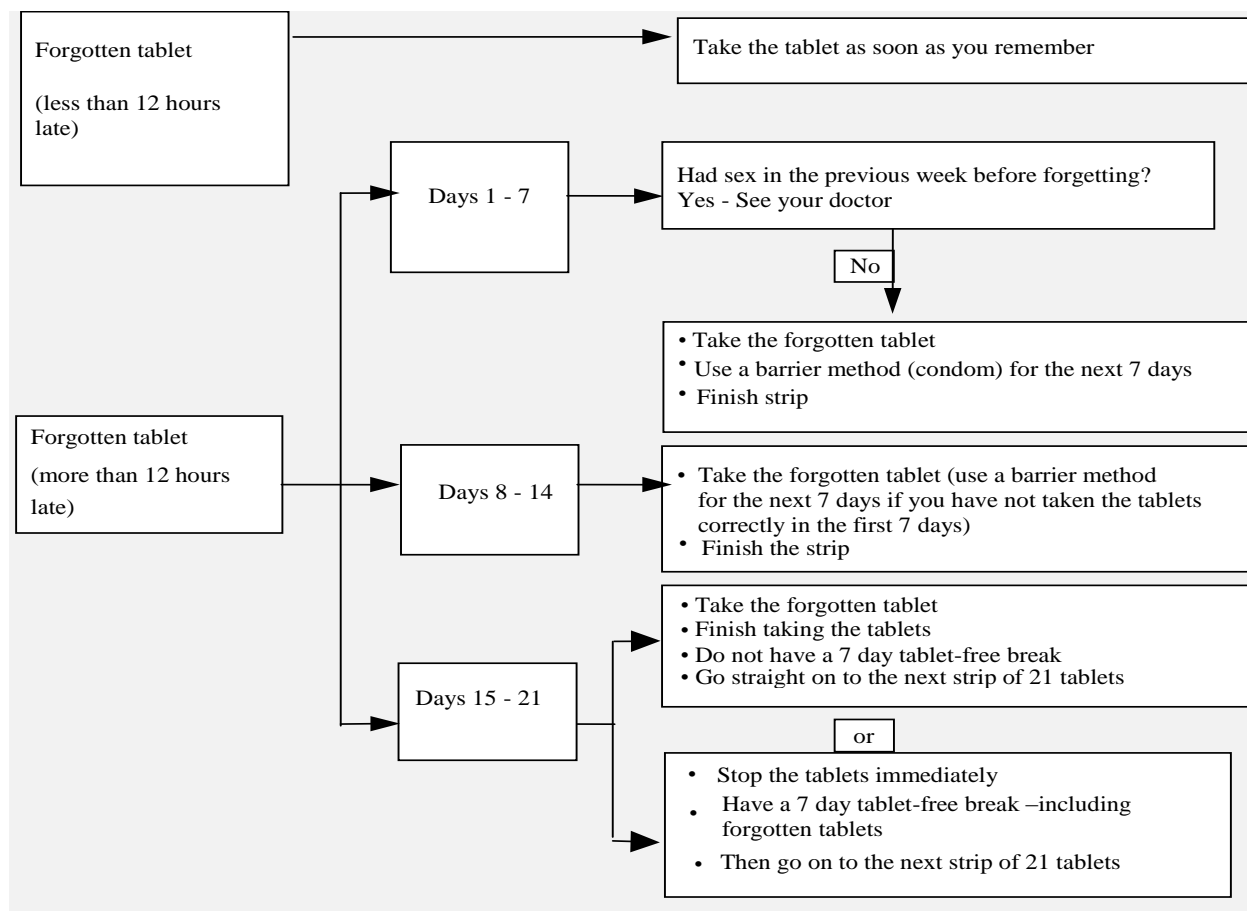 Forgotten tablet
(less than 12 hours
late)
Take the tablet as soon as you remember
Days 1 - 7
Had sex in the previous week before forgetting?
Yes - See your doctor
No
• Take the forgotten tablet
• Use a barrier method (condom) for the next 7 days
• Finish strip
Forgotten tablet
(more than 12 hours
late)
Days 8 - 14
• Take the forgotten tablet (use a barrier method
for the next 7 days if you have not taken the tablets
correctly in the first 7 days)
• Finish the strip
Days 15 - 21
• Take the forgotten tablet
• Finish taking the tablets
• Do not have a 7 day tablet-free break
• Go straight on to the next strip of 21 tablets
or
• Stop the tablets immediately
• Have a 7 day tablet-free break –including
forgotten tablets
• Then go on to the next strip of 21 tablets